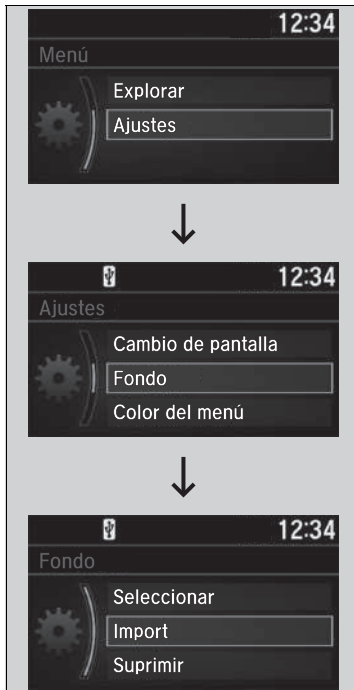 12:34
Menú
Explorar
Ajustes
12:34
Ajustes
Cambio de pantalla
Fondo
Color del menú
12:34
Fondo
Seleccionar
Import
Suprimir